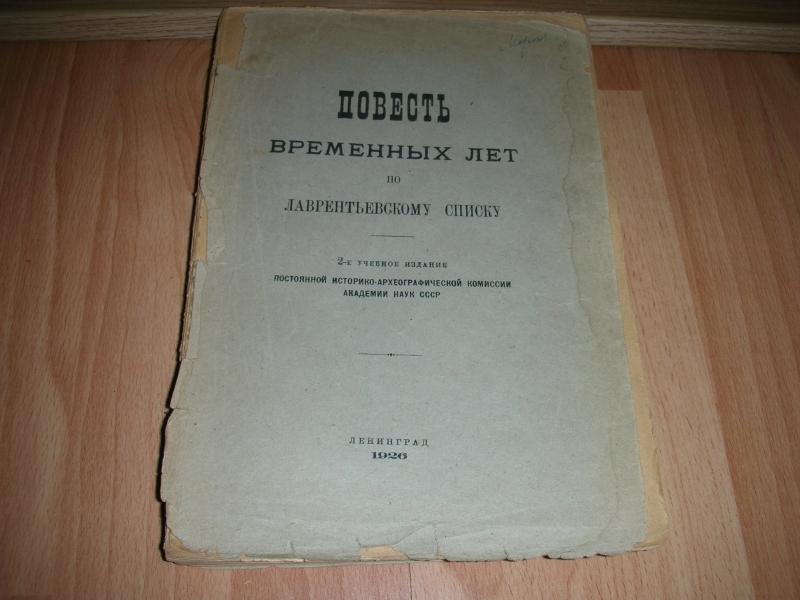 ПОВЕСТЬ
ВРЕМЕННЫХ ЛЕТ
ПО
ЛАВРЕНТЬЕВСКОМУ СПИСКУ
2-Е УЧЕБНОЕ ИЗДАНИЕ
ПОСТОЯННОЙ ИСТОРИКО-АРХЕОГРАФИЧЕСКОЙ КОМИССИИ
АКАДЕМИИ НАУК СССР
ЛЕНИНГРАД
1926